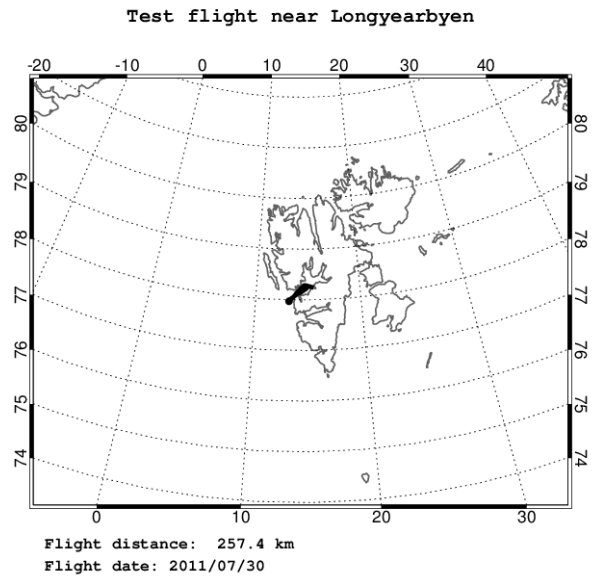 Test flight near Longyearbyen
-20 -10 0 10 20 30 40
80 80
79 79
78 78
77 77
76 76
75 75
74 74
0 10 20 30
Flight distance: 257.4 km
Flight date: 2011/07/30